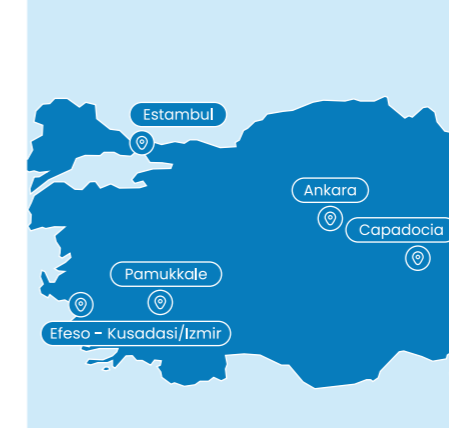 Estambul
Ankara
Capadocia
Pamukkale
Efeso - Kusadasi/Izmir